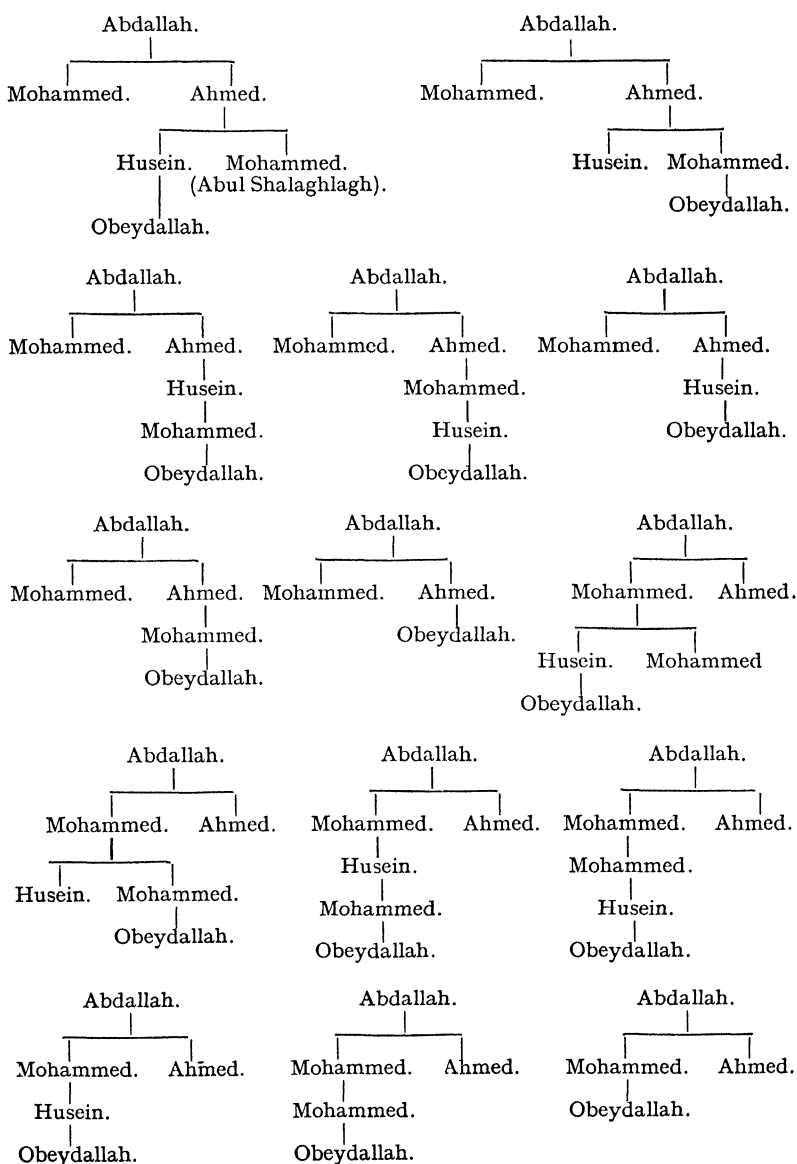 Abdallah. Abdallah.
Mohammed. Ahmed. Mohammed. Ahmed.
Husein. Mohammed. Husein. Mohammed.
(Abul Shalaghlagh).
Obeydallah.
Obeydallah.
Abdallah. Abdallah. Abdallah.
Mohammed. Ahmed. Mohammed. Ahmed. Mohammed. Ahmed.
Husein. Mohammed. Husein.
Mohammed. Husein. Obeydallah.
Obeydallah. Obeydallah.
Abdallah. Abdallah. Abdallah.
Mohammed. Ahmed. Mohammed. Ahmed. Mohammed. Ahmed.
Mohammed. Obeydallah.
Husein. Mohammed
Obeydallah.
Obeydallah.
Abdallah. Abdallah. Abdallah.
Mohammed. Ahmed. Mohammed. Ahmed. Mohammed. Ahmed.
Husein. Mohammed.
Husein. Mohammed. Mohammed. Husein.
Obeydallah.
Obeydallah. Obeydallah.
Abdallah. Abdallah. Abdallah.
Mohammed. Ahmed. Mohammed. Ahmed. Mohammed. Ahmed.
Husein. Mohammed. Obeydallah.
Obeydallah. Obeydallah.